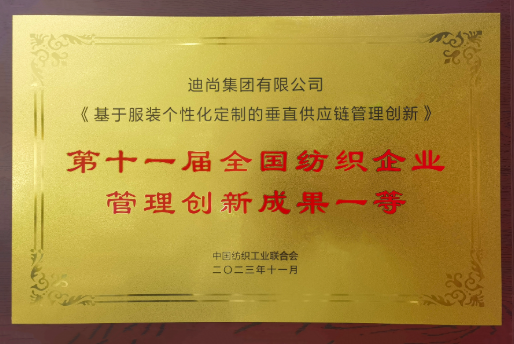 迪尚集团有限公司
《基于服装个性化定制的垂直供应链管理创新》
第十一届全国纺织企业
管理创新成果一等
中国纺织工业联合会
二〇二三年十一月